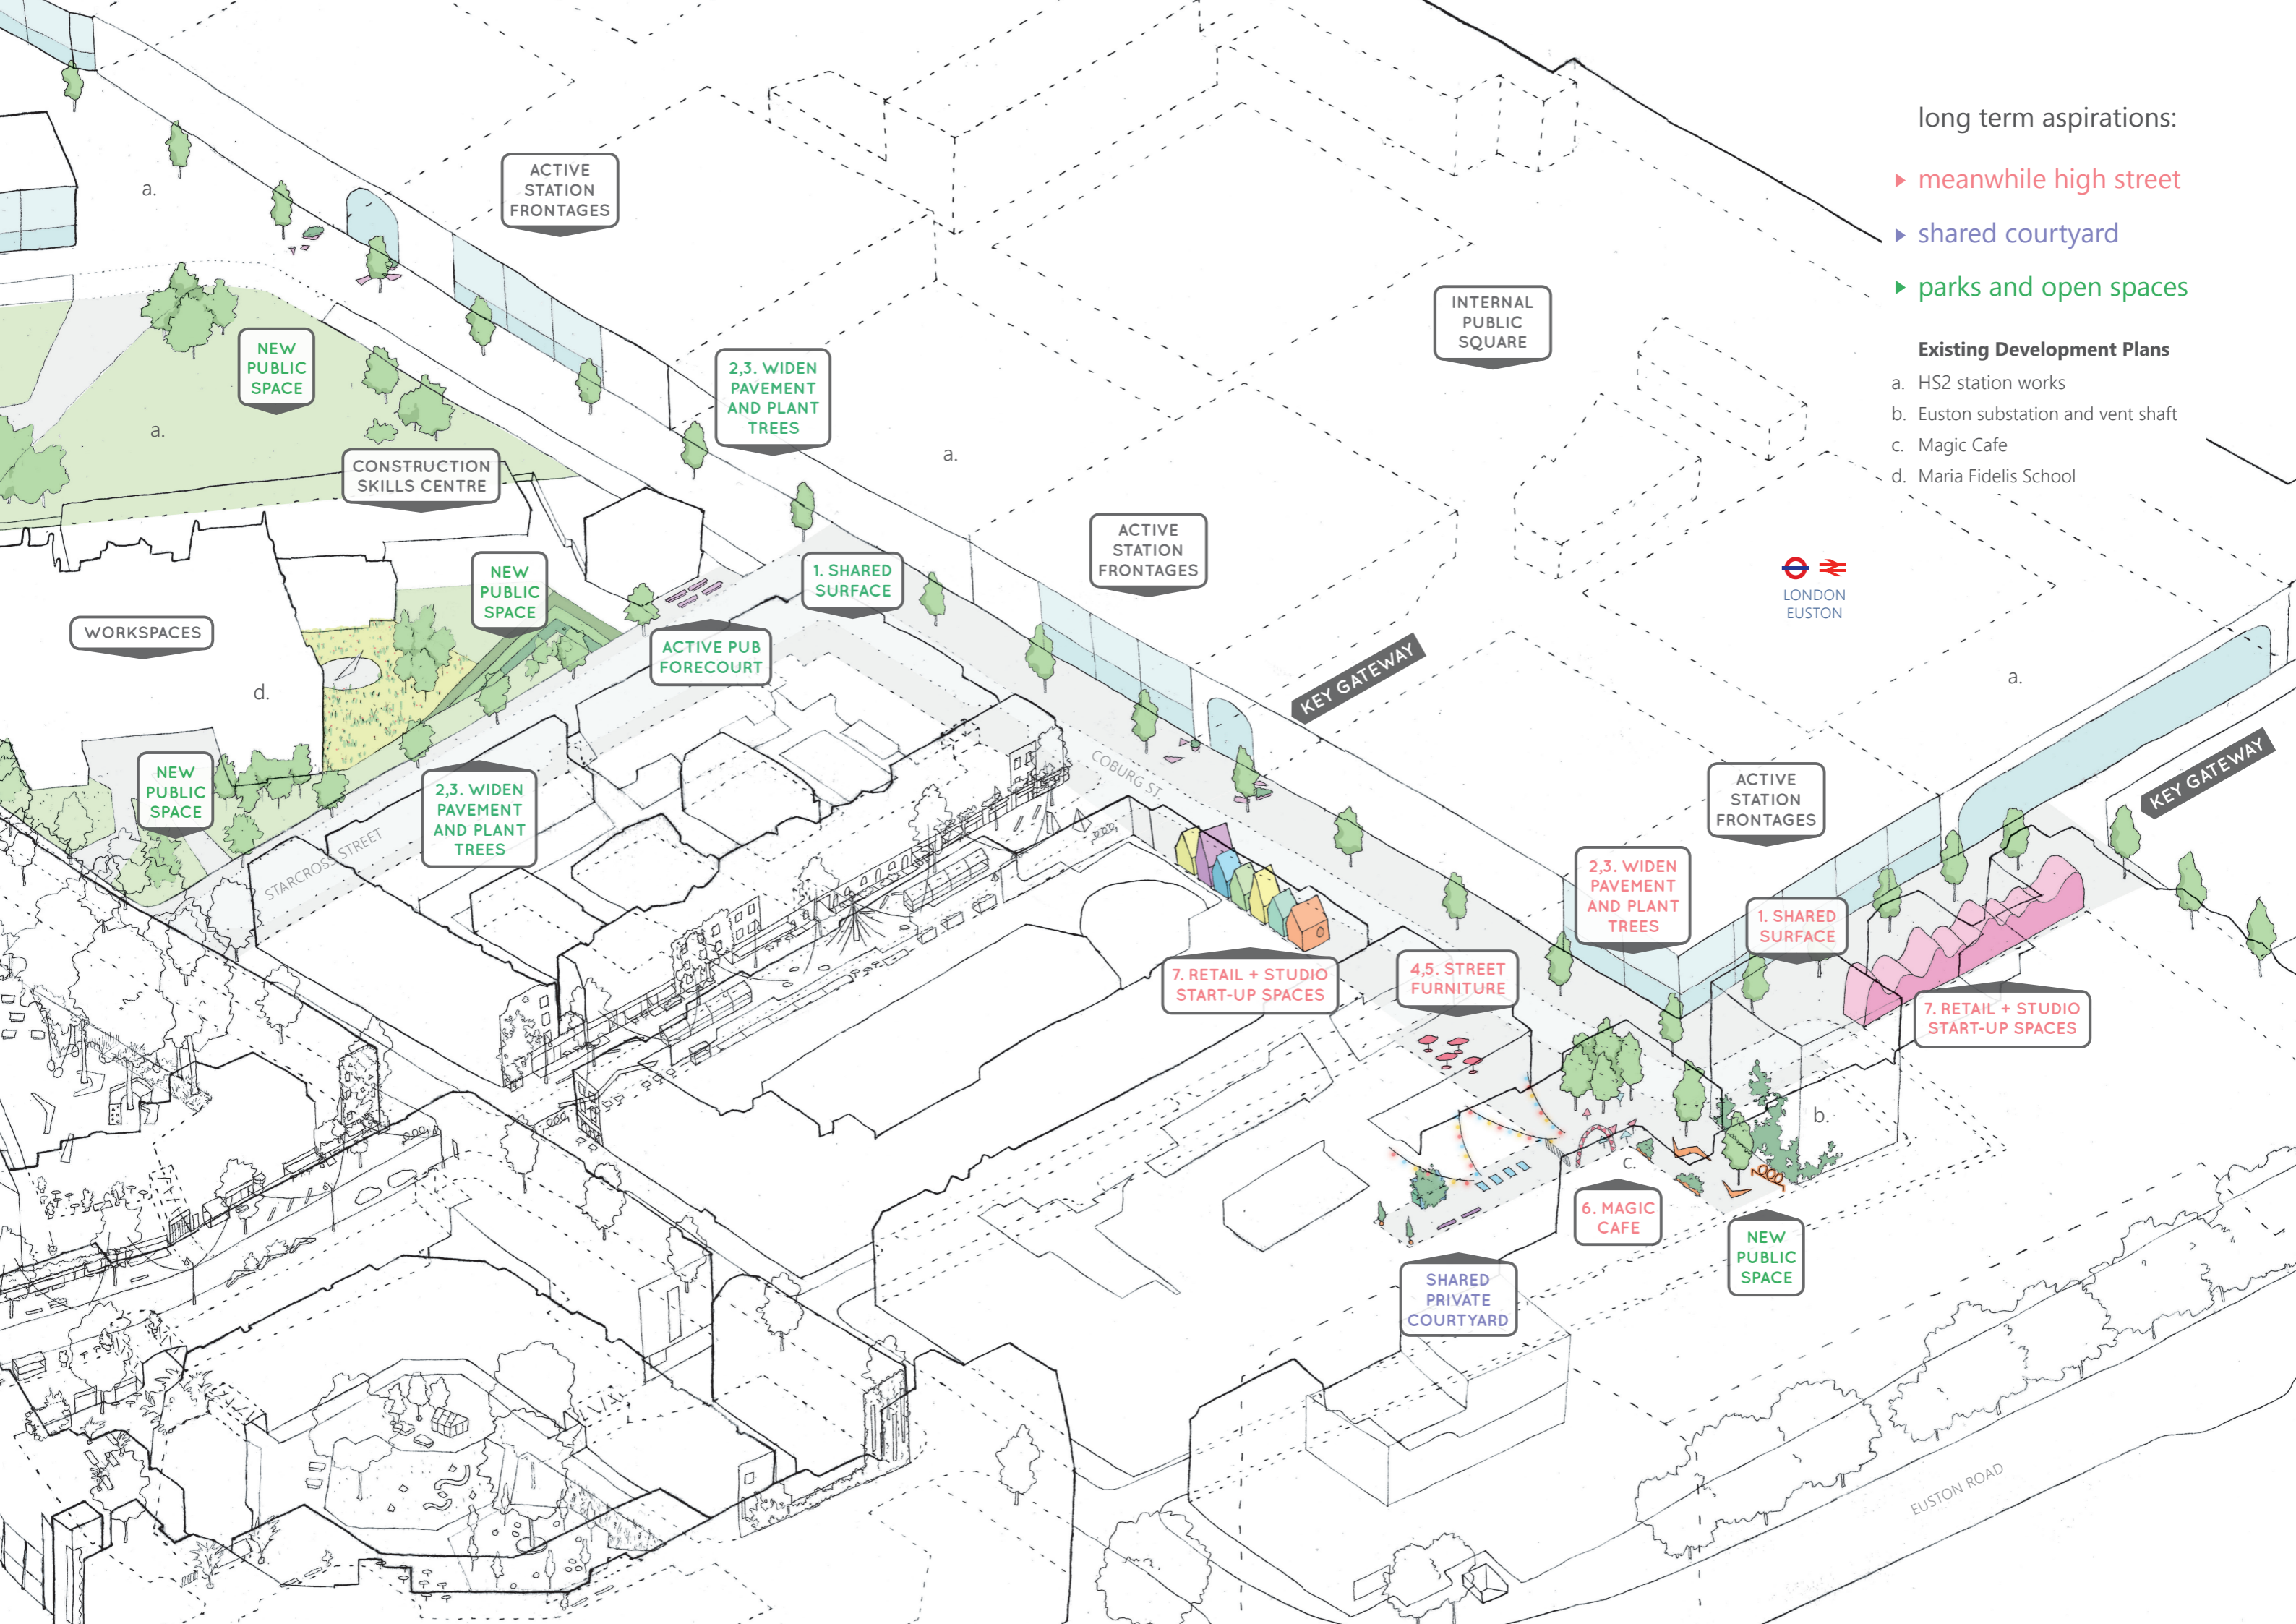 long term aspirations:
meanwhile high street
shared courtyard
parks and open spaces
Existing Development Plans
a. HS2 station works
b. Euston substation and vent shaft
c. Magic Cafe
d. Maria Fidelis School
a.
ACTIVE
STATION
FRONTAGES
INTERNAL
PUBLIC
SQUARE
NEW
PUBLIC
SPACE
2,3. WIDEN
PAVEMENT
AND PLANT
TREES
a.
a.
CONSTRUCTION
SKILLS CENTRE
ACTIVE
STATION
FRONTAGES
NEW
PUBLIC
SPACE
1. SHARED
SURFACE
LONDON
EUSTON
WORKSPACES
ACTIVE PUB
FORECOURT
KEY GATEWAY
a.
d.
NEW
PUBLIC
SPACE
2,3. WIDEN
PAVEMENT
AND PLANT
TREES
COBURG ST.
ACTIVE
STATION
FRONTAGES
KEY GATEWAY
STARCROSS STREET
2,3. WIDEN
PAVEMENT
AND PLANT
TREES
1. SHARED
SURFACE
7. RETAIL + STUDIO
START-UP SPACES
4,5. STREET
FURNITURE
7. RETAIL + STUDIO
START-UP SPACES
b.
c.
6. MAGIC
CAFE
NEW
PUBLIC
SPACE
SHARED
PRIVATE
COURTYARD
EUSTON ROAD